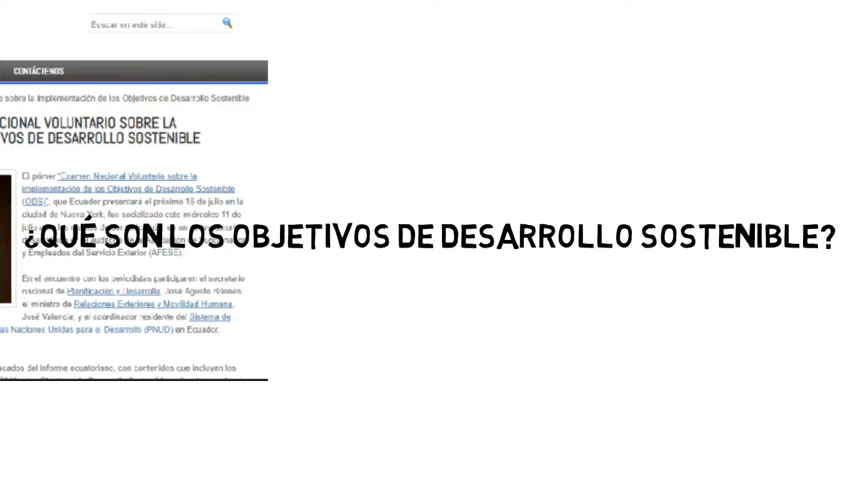 Buscar en este sitio...
CONTÁCTENOS
o sobre la Implementación de los Objetivos de Desarrollo Sostenible
CIONAL VOLUNTARIO SOBRE LA
VOS DE DESARROLLO SOSTENIBLE
El primer "Examen Nacional Voluntario sobre la
implementación de los Objetivos de Desarrollo Sostenible
(ODS)", que Ecuador presentará el próximo 16 de julio en la
ciudad de Nueva York, fue socializado este miércoles 11 de
¿QUÉ SON LOS OBJETIVOS DE DESARROLLO SOSTENIBLE?
y Empleados del Servicio Exterior (AFESE).
En el encuentro con los periodistas participaron el secretario
nacional de Planificación y Desarrollo, José Agusto
el ministro de Relaciones Exteriores y Movilidad Humana,
José Valencia; y el coordinador residente del Sistema de
as Naciones Unidas para el Desarrollo (PNUD) en Ecuador,
acados del informe ecuatoriano, con contenidos que incluyen los